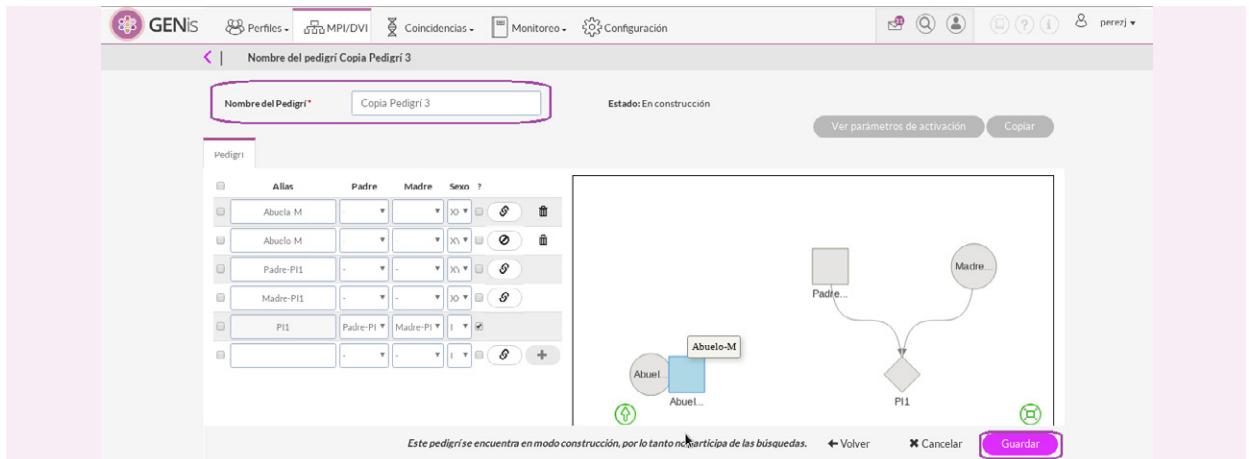 GENis Perfiles MPI/DVI Coincidencias Monitoreo Configuración perezj
Nombre del pedigrí Copia Pedigrí 3
Nombre del Pedigrí* Copia Pedigrí 3 Estado: En construcción
Ver parámetros de activación Copiar
Pedigrí
Alias Padre Madre Sexo ?
Abuela-M
Abuelo-M
Padre-PI1 - -
Madre-PI1 - -
PI1 Padre-PI Madre-PI
- -
Madre...
Padre...
Abuelo-M
Abuel...
Abuel...
PI1
Este pedigrí se encuentra en modo construcción, por lo tanto no participa de las búsquedas. Volver Cancelar Guardar